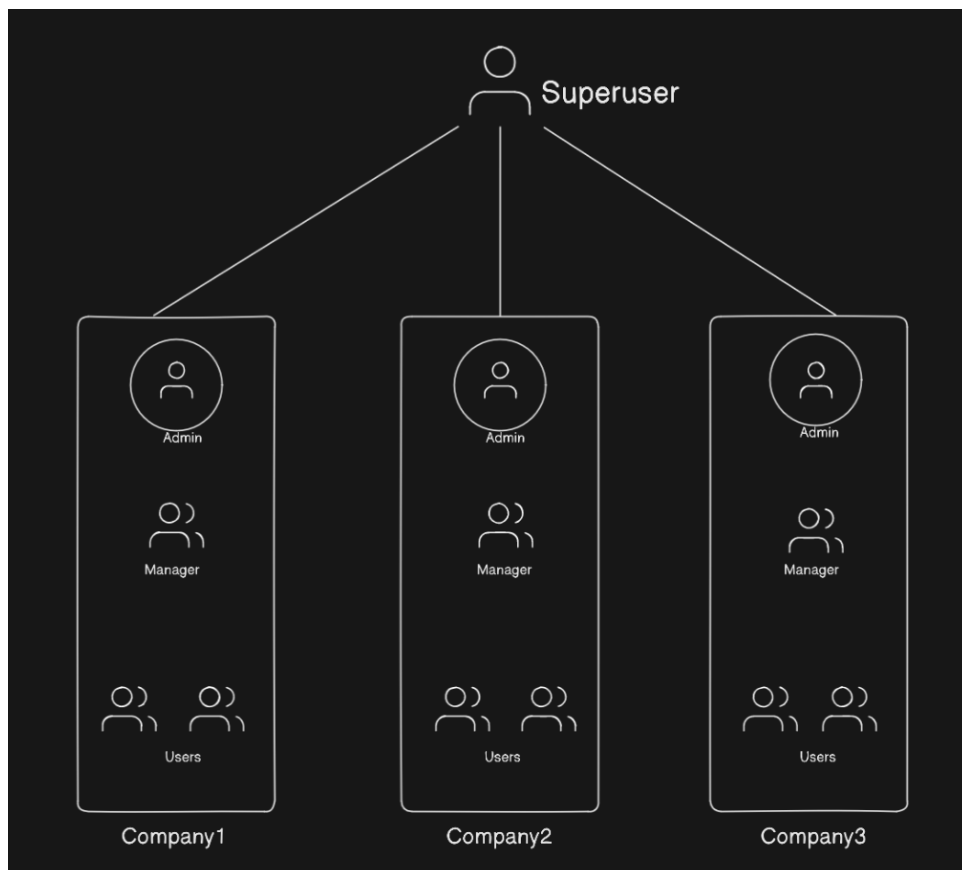 Superuser
Admin
Admin
Admin
Manager
Manager
Manager
Users
Users
Users
Company1
Company2
Company3